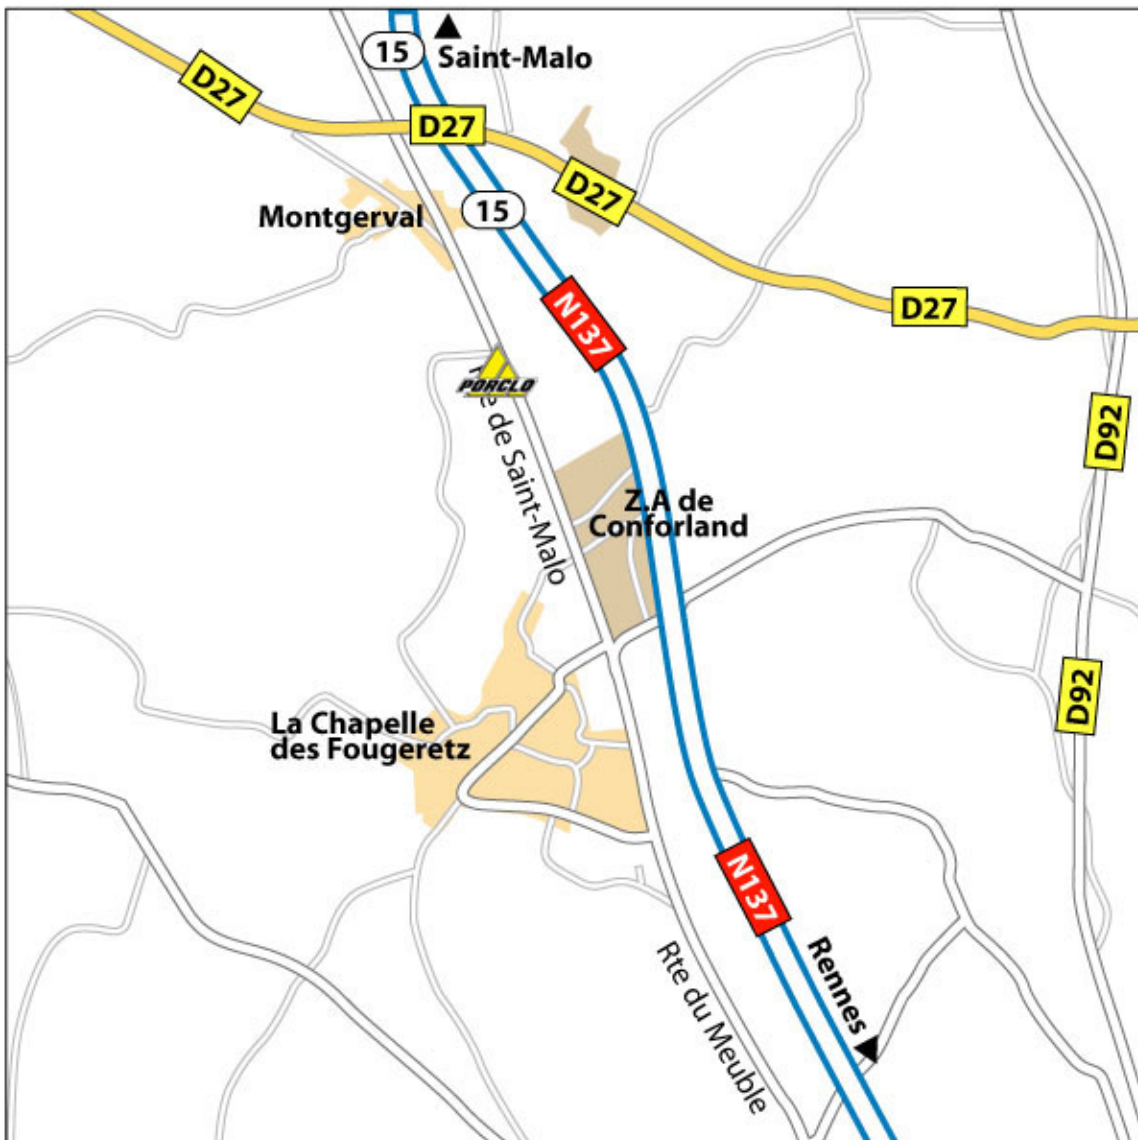 15
Saint-Malo
D27
D27
D27
Montgerval
15
N137
D27
PORCLO
de Saint-Malo
D92
Z.A de
Conforland
D92
La Chapelle
des Fougeretz
N137
Rennes
Rte du Meuble